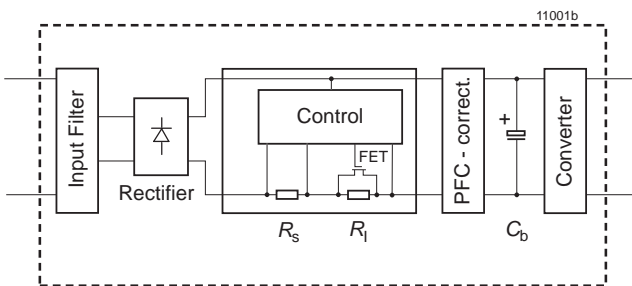 11001b
Input Filter
Rectifier
Control
FET
Rs
Rl
PFC - correct.
+
Cb
Converter